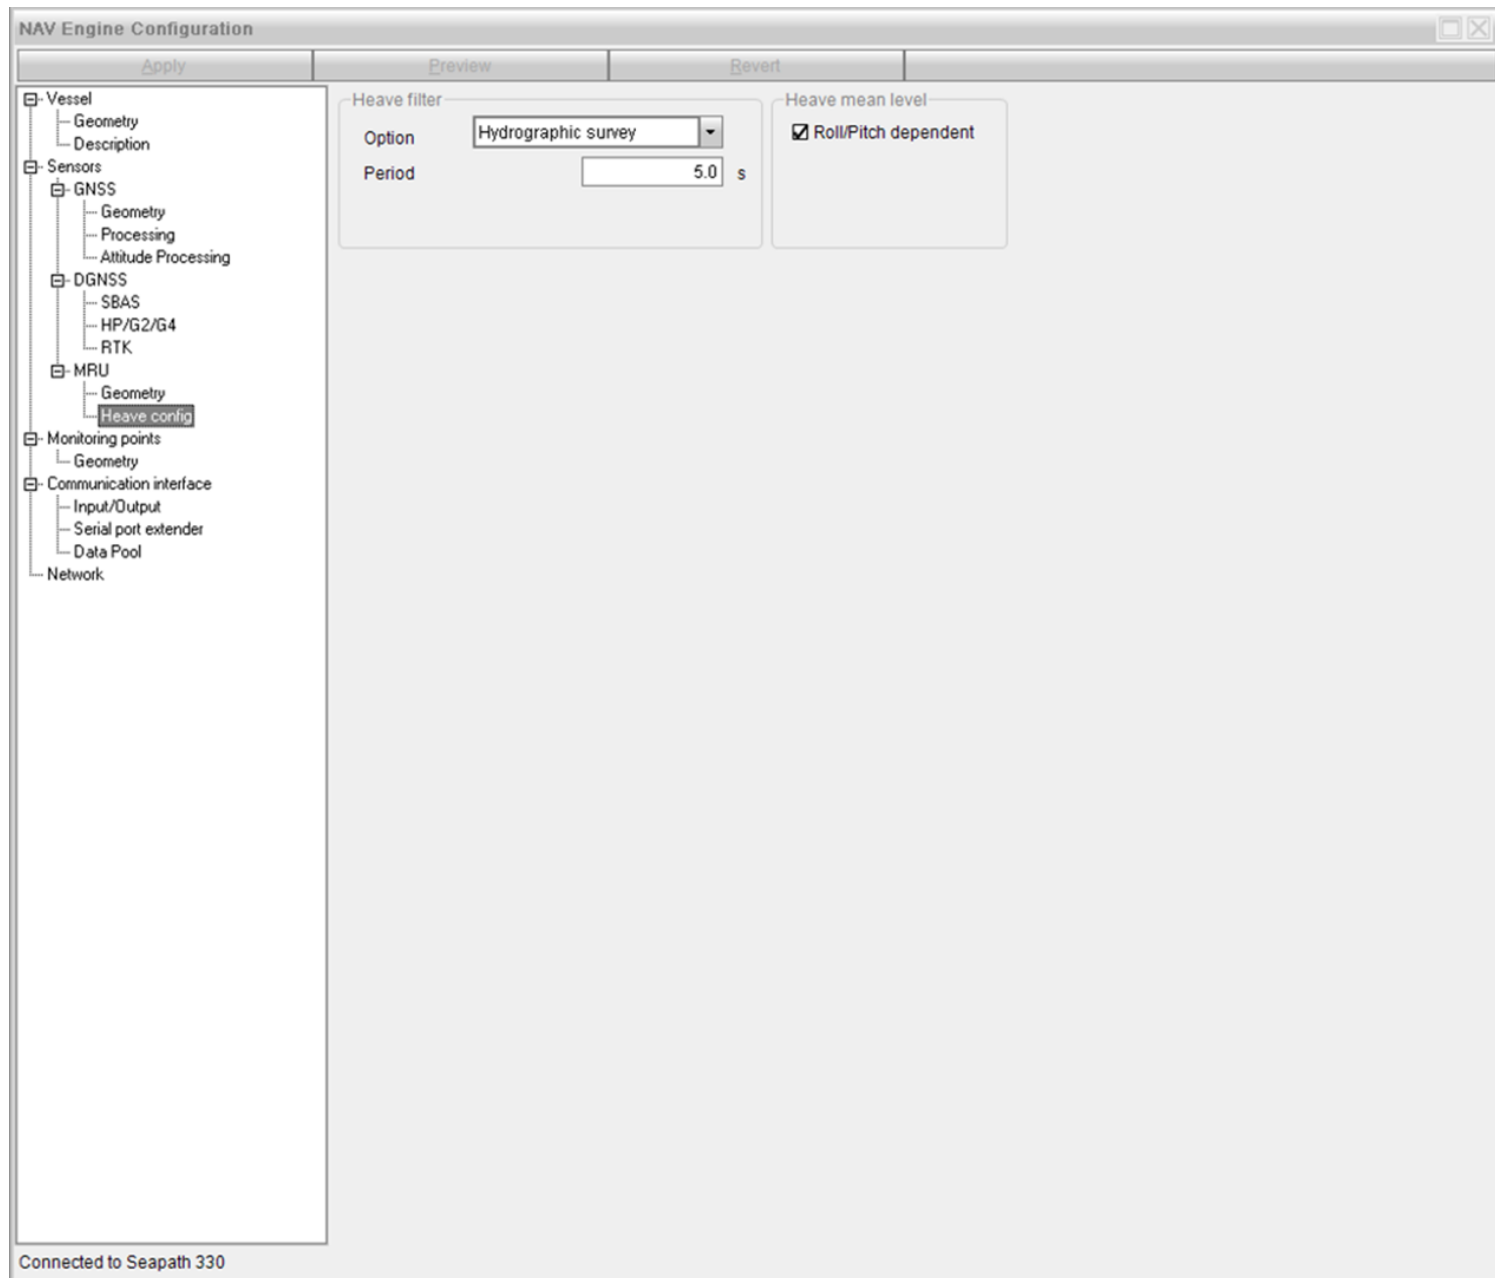 NAV Engine Configuration
Apply Preview Revert
Vessel
Geometry
Description
Sensors
GNSS
Geometry
Processing
Attitude Processing
DGNSS
SBAS
HP/G2/G4
RTK
MRU
Geometry
Heave config
Monitoring points
Geometry
Communication interface
Input/Output
Serial port extender
Data Pool
Network
Heave filter
Option Hydrographic survey
Period 5.0 s
Heave mean level
Roll/Pitch dependent
Connected to Seapath 330